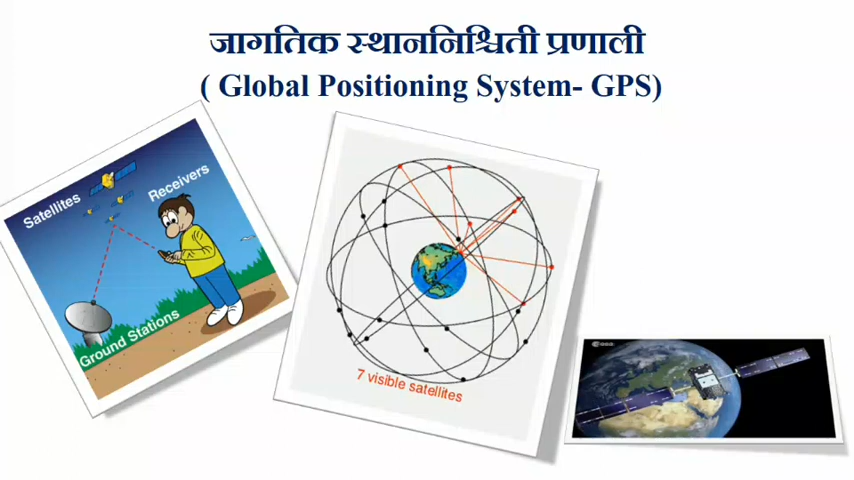 जागतिक स्थाननिश्चिती प्रणाली
( Global Positioning System- GPS)
Satellites
Receivers
Ground Stations
7 visible satellites